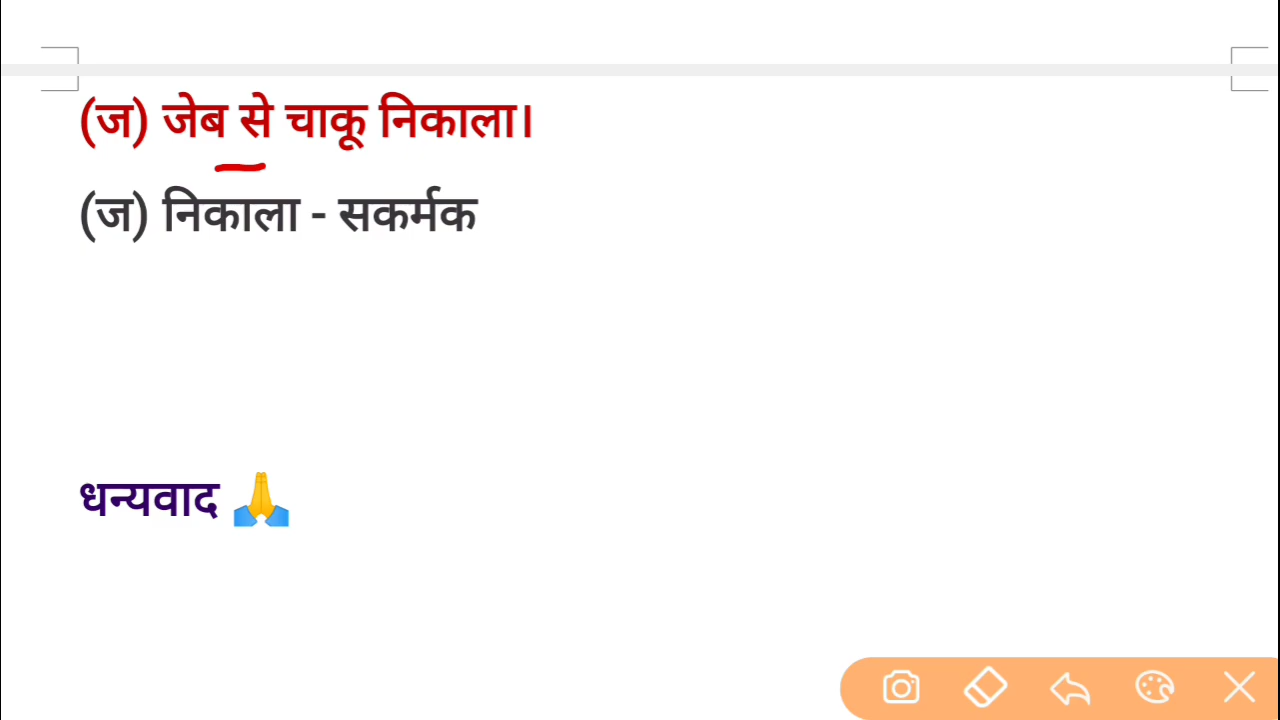 (ज) जेब से चाकू निकाला।
(ज) निकाला - सकर्मक
धन्यवाद 🙏